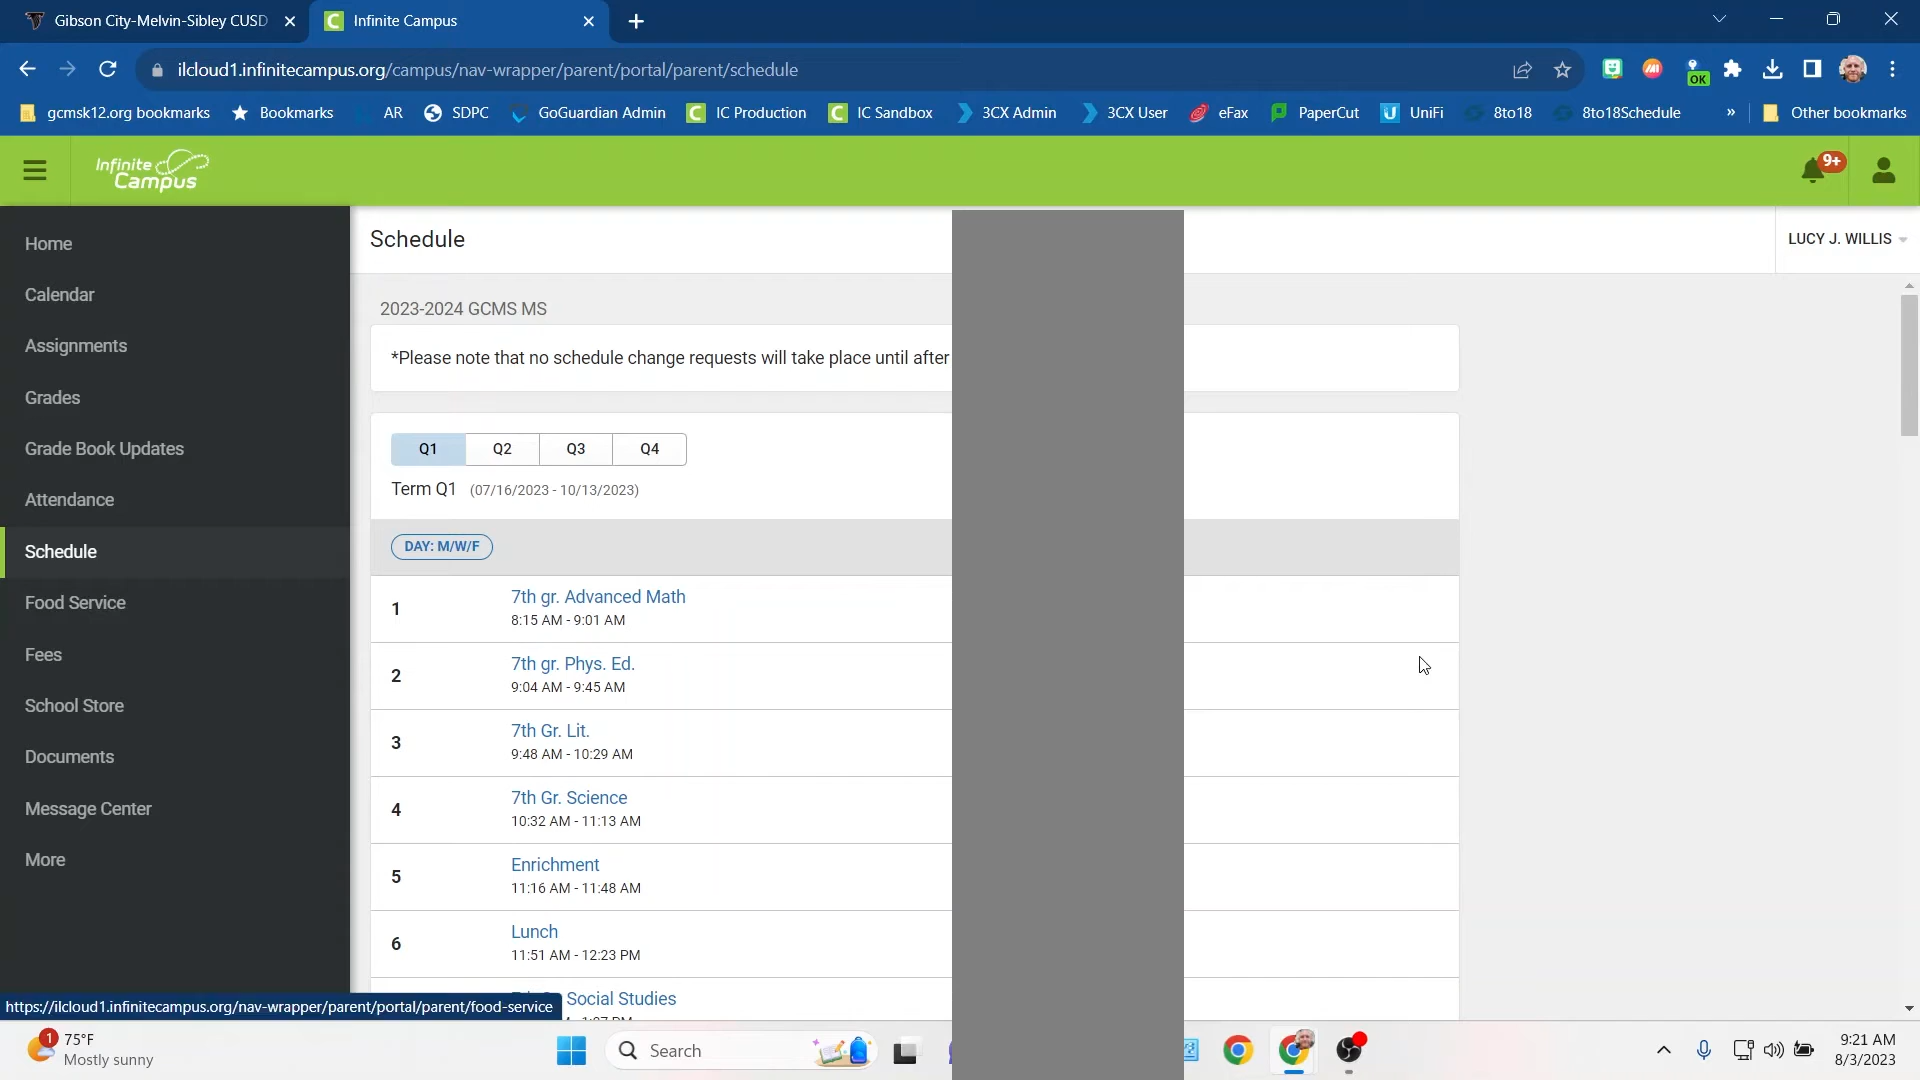 Gibson City-Melvin-Sibley CUSD
Infinite Campus
ilcloud1.infinitecampus.org/campus/nav-wrapper/parent/portal/parent/schedule
OK
gcmsk12.org bookmarks
Bookmarks
AR
SDPC
GoGuardian Admin
IC Production
IC Sandbox
3CX Admin
3CX User
eFax
PaperCut
UniFi
8to18
8to18Schedule
»
Other bookmarks
Infinite
Campus
9+
Home
Calendar
Assignments
Grades
Grade Book Updates
Attendance
Schedule
Food Service
Fees
School Store
Documents
Message Center
More
Schedule
LUCY J. WILLIS
2023-2024 GCMS MS
*Please note that no schedule change requests will take place until after
Q1 Q2 Q3 Q4
Term Q1 (07/16/2023 - 10/13/2023)
DAY: M/W/F
1 7th gr. Advanced Math
8:15 AM - 9:01 AM
2 7th gr. Phys. Ed.
9:04 AM - 9:45 AM
3 7th Gr. Lit.
9:48 AM - 10:29 AM
4 7th Gr. Science
10:32 AM - 11:13 AM
5 Enrichment
11:16 AM - 11:48 AM
6 Lunch
11:51 AM - 12:23 PM
Social Studies
https://ilcloud1.infinitecampus.org/nav-wrapper/parent/portal/parent/food-service
1
75°F
Mostly sunny
Search
9:21 AM
8/3/2023